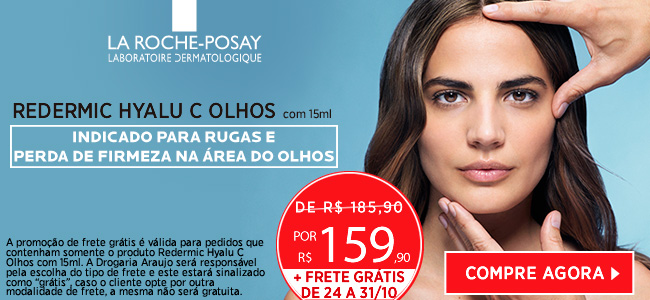 LA ROCHE-POSAY
LABORATOIRE DERMATOLOGIQUE
REDERMIC HYALU C OLHOS com 15ml
INDICADO PARA RUGAS E
PERDA DE FIRMEZA NA ÁREA DO OLHOS
DE R$ 185,90
POR
R$ 159,90
+ FRETE GRÁTIS
DE 24 A 31/10
A promoção de frete grátis é válida para pedidos que
contenham somente o produto Redermic Hyalu C
Olhos com 15ml. A Drogaria Araujo será responsável
pela escolha do tipo de frete e este estará sinalizado
como “grátis”, caso o cliente opte por outra
modalidade de frete, a mesma não será gratuita.
COMPRE AGORA